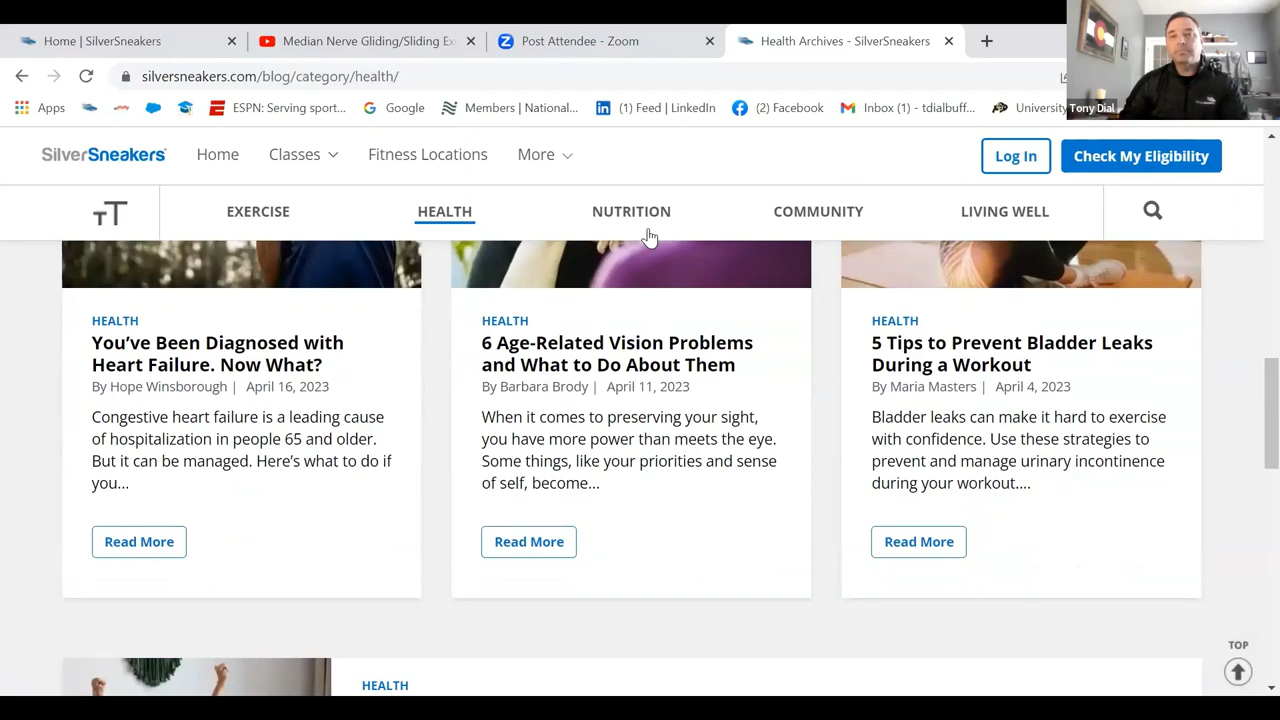 Home | SilverSneakers
Median Nerve Gliding/Sliding Ex
Post Attendee - Zoom
Health Archives - SilverSneakers
silversneakers.com/blog/category/health/
Apps
ESPN: Serving sport...
Google
Members | National...
(1) Feed | LinkedIn
(2) Facebook
Inbox (1) - tdialbuff...
University
Tony Dial
SilverSneakers
Home
Classes
Fitness Locations
More
Log In
Check My Eligibility
TT
EXERCISE
HEALTH
NUTRITION
COMMUNITY
LIVING WELL
HEALTH
You've Been Diagnosed with
Heart Failure. Now What?
By Hope Winsborough | April 16, 2023
Congestive heart failure is a leading cause
of hospitalization in people 65 and older.
But it can be managed. Here's what to do if
you...
Read More
HEALTH
6 Age-Related Vision Problems
and What to Do About Them
By Barbara Brody | April 11, 2023
When it comes to preserving your sight,
you have more power than meets the eye.
Some things, like your priorities and sense
of self, become...
Read More
HEALTH
5 Tips to Prevent Bladder Leaks
During a Workout
By Maria Masters | April 4, 2023
Bladder leaks can make it hard to exercise
with confidence. Use these strategies to
prevent and manage urinary incontinence
during your workout....
Read More
TOP
HEALTH